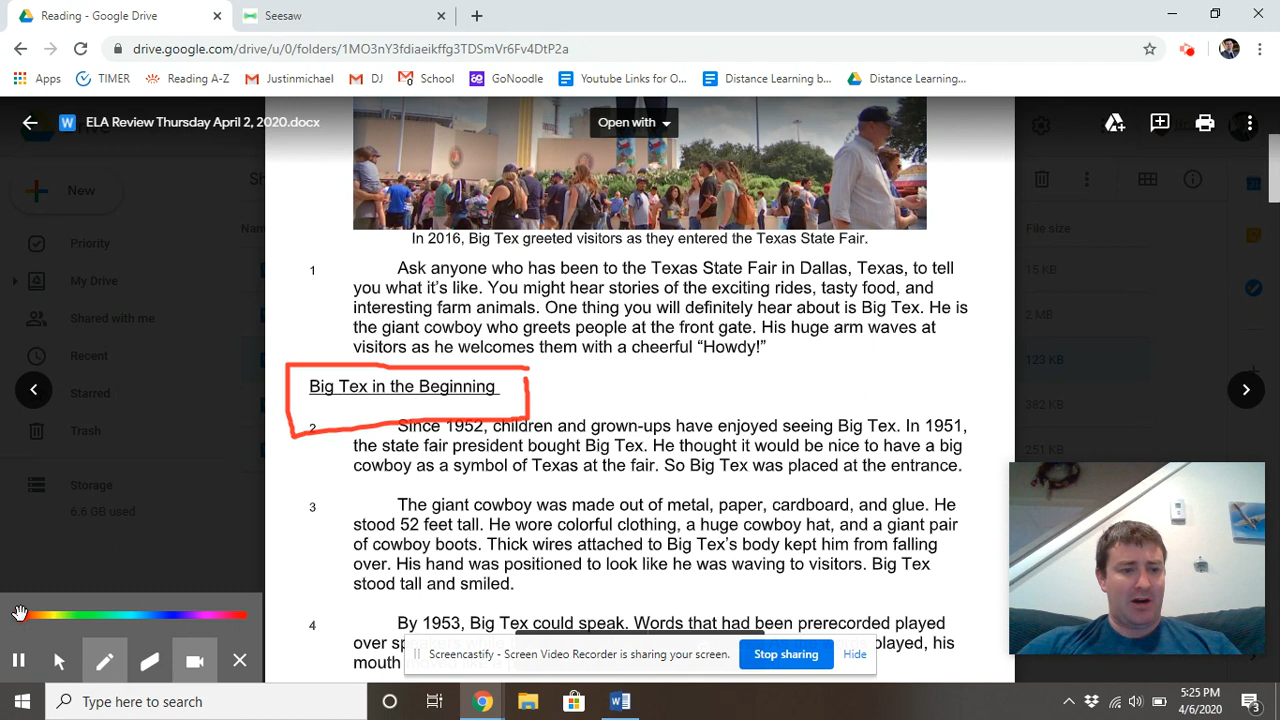 Reading - Google Drive
Seesaw
drive.google.com/drive/u/0/folders/1MO3nY3fdiaeikffg3TDSmVr6Fv4DtP2a
Apps TIMER Reading A-Z Justinmichael DJ School GoNoodle Youtube Links for O... Distance Learning b... Distance Learning...
ELA Review Thursday April 2, 2020.docx
Open with
New
Priority
My Drive
Shared with me
Recent
Starred
Trash
Storage
6.6 GB used
File size
15 KB
2 MB
123 KB
382 KB
251 KB
In 2016, Big Tex greeted visitors as they entered the Texas State Fair.
1 Ask anyone who has been to the Texas State Fair in Dallas, Texas, to tell
you what it's like. You might hear stories of the exciting rides, tasty food, and
interesting farm animals. One thing you will definitely hear about is Big Tex. He is
the giant cowboy who greets people at the front gate. His huge arm waves at
visitors as he welcomes them with a cheerful “Howdy!”
Big Tex in the Beginning
2 Since 1952, children and grown-ups have enjoyed seeing Big Tex. In 1951,
the state fair president bought Big Tex. He thought it would be nice to have a big
cowboy as a symbol of Texas at the fair. So Big Tex was placed at the entrance.
3 The giant cowboy was made out of metal, paper, cardboard, and glue. He
stood 52 feet tall. He wore colorful clothing, a huge cowboy hat, and a giant pair
of cowboy boots. Thick wires attached to Big Tex's body kept him from falling
over. His hand was positioned to look like he was waving to visitors. Big Tex
stood tall and smiled.
4 By 1953, Big Tex could speak. Words that had been prerecorded played
over played, his
mouth
Screencastify - Screen Video Recorder is sharing your screen.
Stop sharing
Hide
Type here to search
5:25 PM
4/6/2020
3